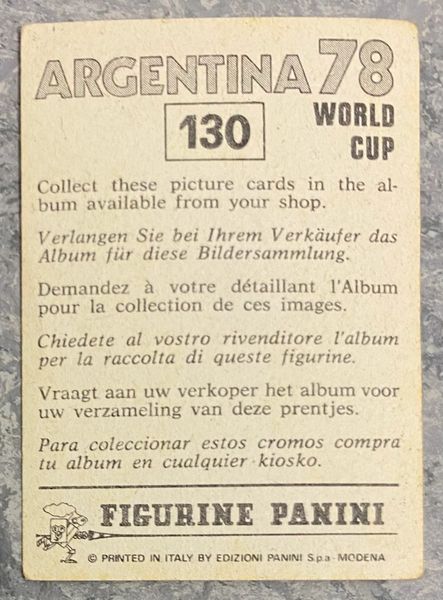 ARGENTINA 78
130
WORLD
CUP
Collect these picture cards in the al-
bum available from your shop.
Verlangen Sie bei Ihrem Verkäufer das
Album für diese Bildersammlung.
Demandez à votre détaillant l'Album
pour la collection de ces images.
Chiedete al vostro rivenditore l'album
per la raccolta di queste figurine.
Vraagt aan uw verkoper het album voor
uw verzameling van deze prentjes.
Para coleccionar estos cromos compra
tu album en cualquier kiosko.
FIGURINE PANINI
© PRINTED IN ITALY BY EDIZIONI PANINI S.p.a - MODENA